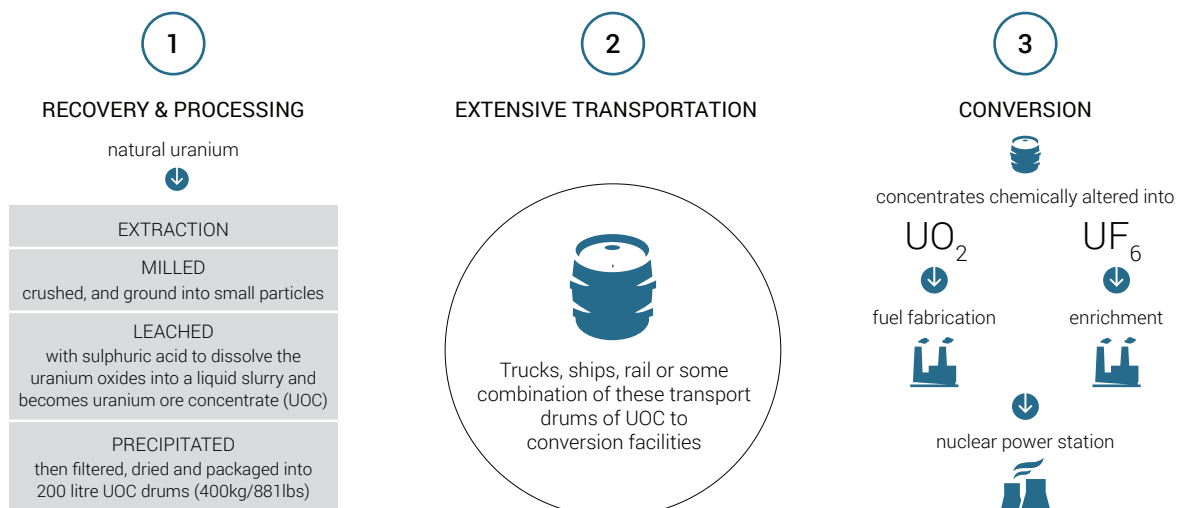 1
RECOVERY & PROCESSING
natural uranium
EXTRACTION
MILLED
crushed, and ground into small particles
LEACHED
with sulphuric acid to dissolve the
uranium oxides into a liquid slurry and
becomes uranium ore concentrate (UOC)
PRECIPITATED
then filtered, dried and packaged into
200 litre UOC drums (400kg/881lbs)
2
EXTENSIVE TRANSPORTATION
Trucks, ships, rail or some
combination of these transport
drums of UOC to
conversion facilities
3
CONVERSION
concentrates chemically altered into
UO2 UF6
fuel fabrication enrichment
nuclear power station